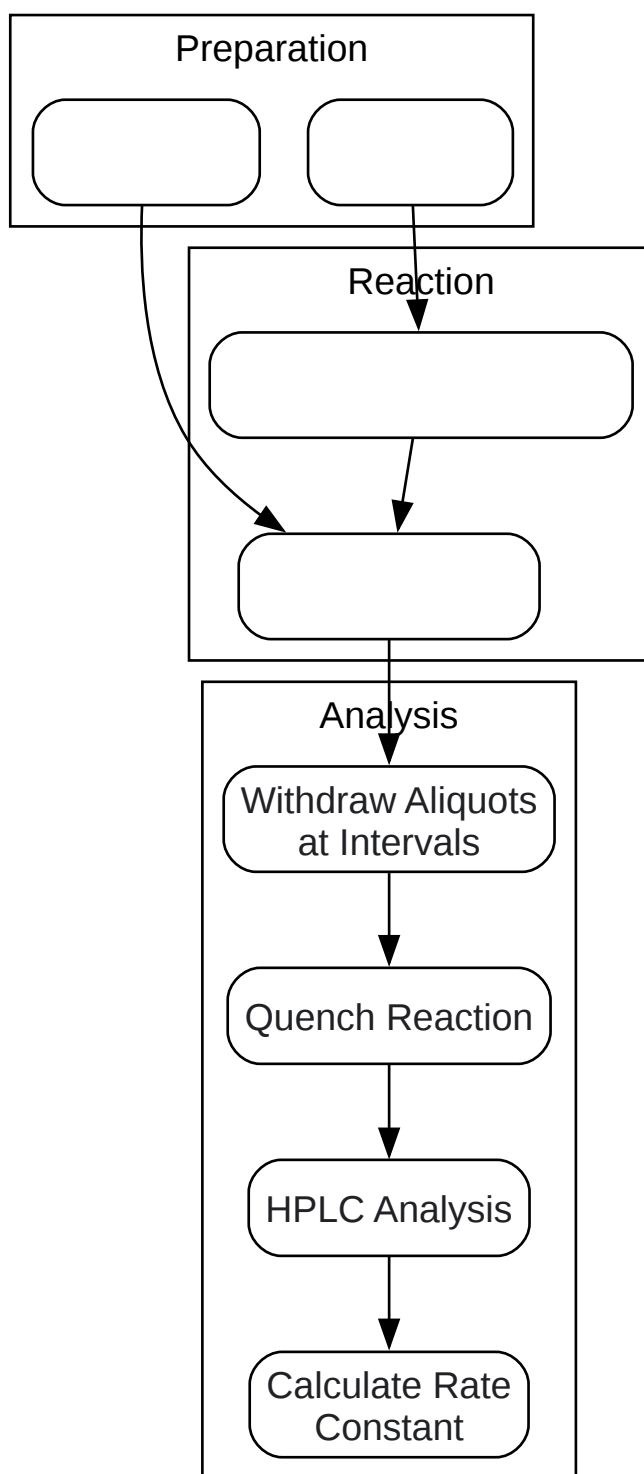 Preparation
Reaction
Analysis
Withdraw Aliquots
at Intervals
Quench Reaction
HPLC Analysis
Calculate Rate
Constant